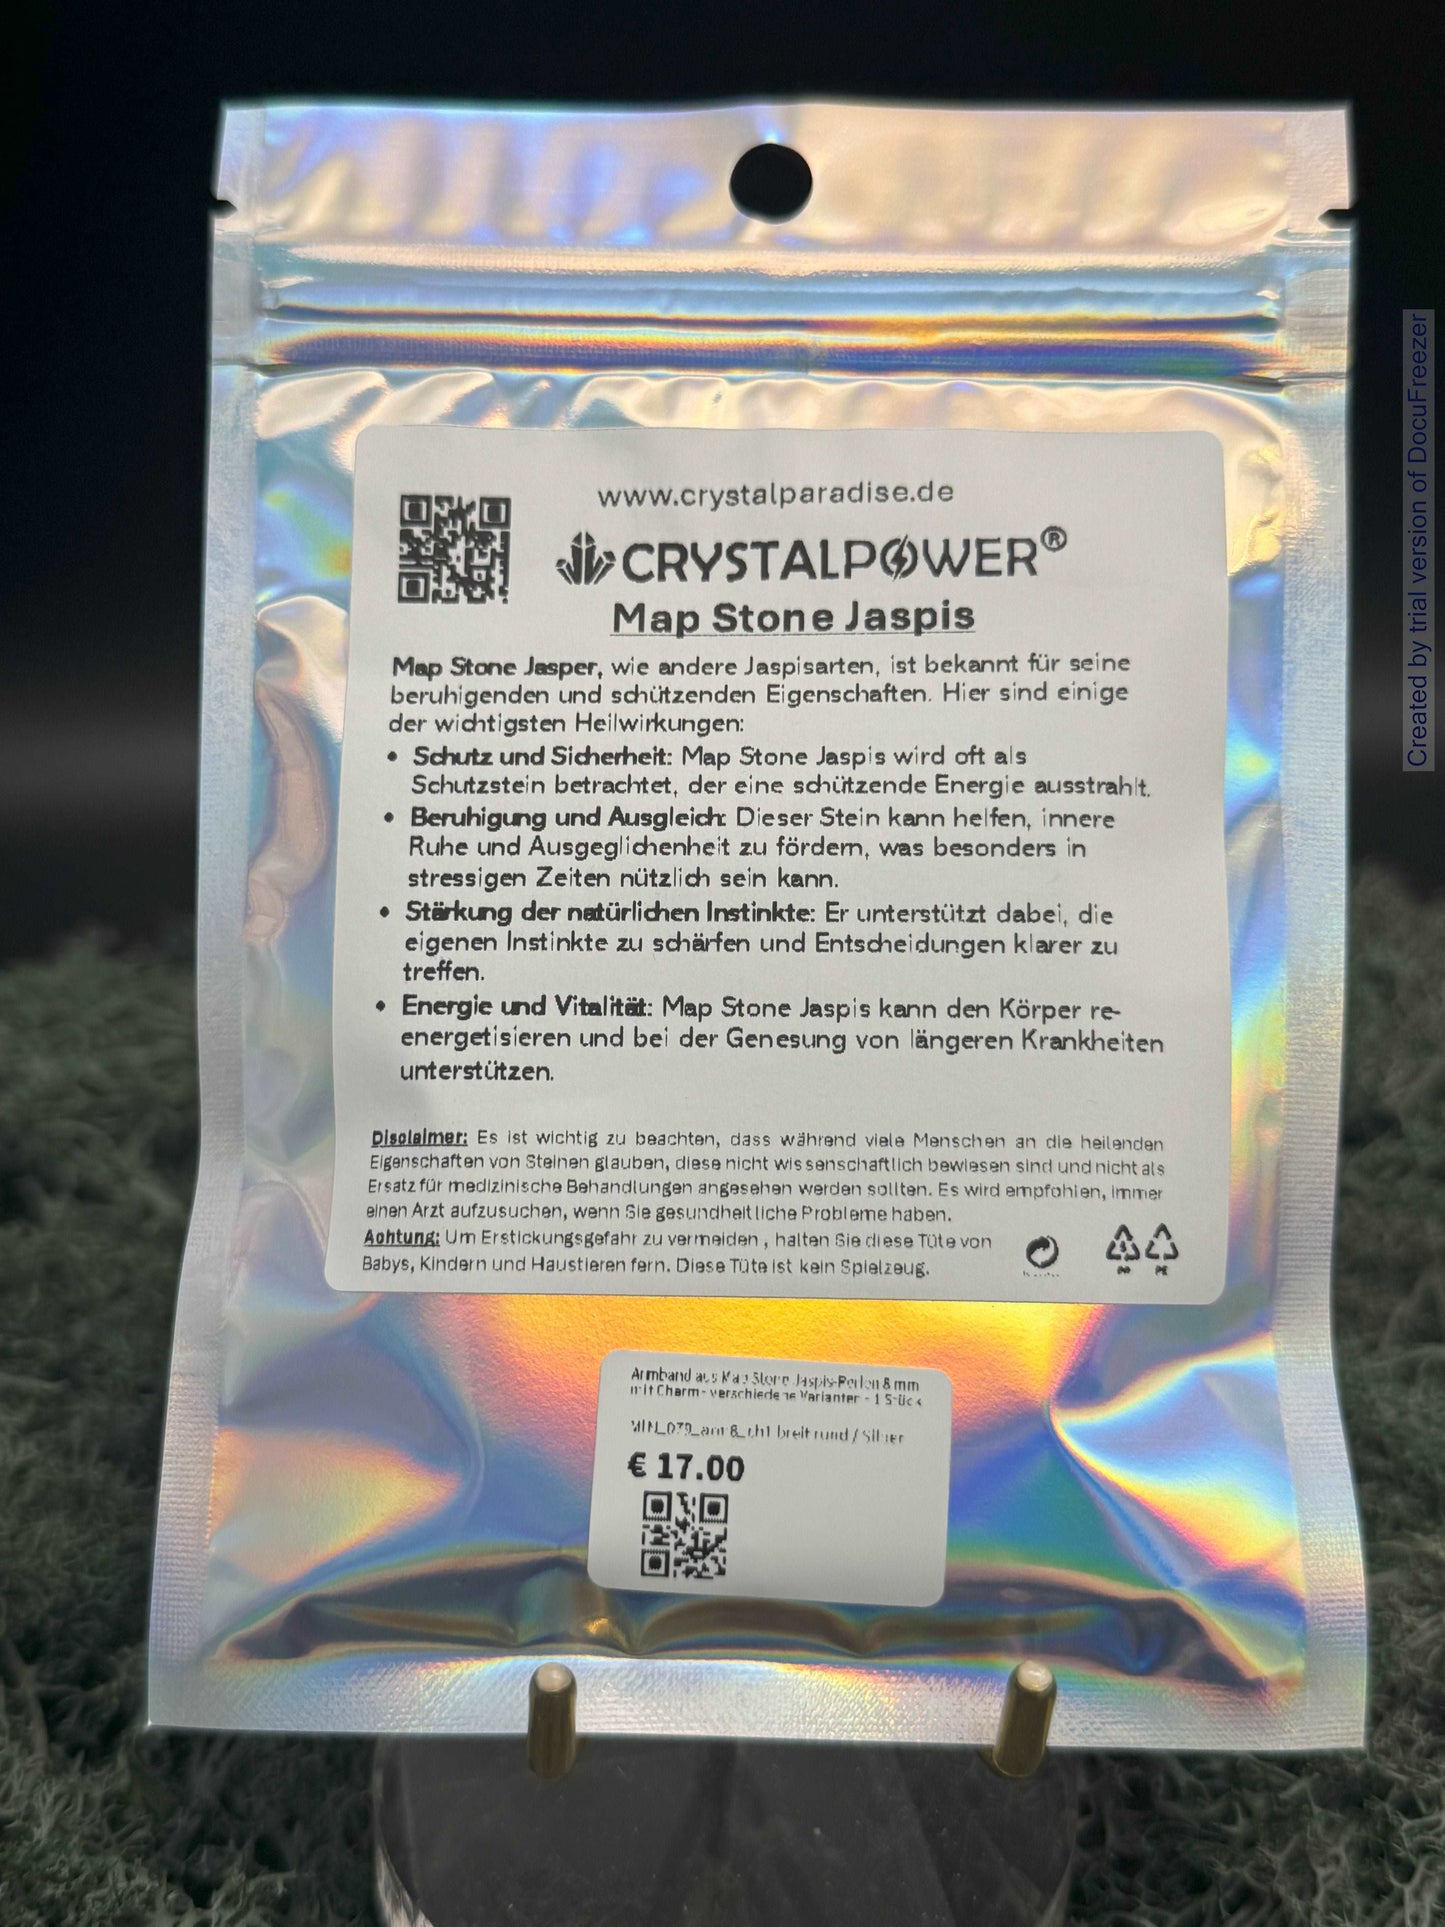 www.crystalparadise.de
CRYSTALPOWER®
Map Stone Jaspis
Map Stone Jasper, wie andere Jaspisarten, ist bekannt für seine
beruhigenden und schützenden Eigenschaften. Hier sind einige
der wichtigsten Heilwirkungen:
• Schutz und Sicherheit: Map Stone Jaspis wird oft als
Schutzstein betrachtet, der eine schützende Energie ausstrahlt.
• Beruhigung und Ausgleich: Dieser Stein kann helfen, innere
Ruhe und Ausgeglichenheit zu fördern, was besonders in
stressigen Zeiten nützlich sein kann.
• Stärkung der natürlichen Instinkte: Er unterstützt dabei, die
eigenen Instinkte zu schärfen und Entscheidungen klarer zu
treffen.
• Energie und Vitalität: Map Stone Jaspis kann den Körper re-
energetisieren und bei der Genesung von längeren Krankheiten
unterstützen.
Disclaimer: Es ist wichtig zu beachten, dass während viele Menschen an die heilenden
Eigenschaften von Steinen glauben, diese nicht wissenschaftlich bewiesen sind und nicht als
Ersatz für medizinische Behandlungen angesehen werden sollten. Es wird empfohlen, immer
einen Arzt aufzusuchen, wenn Sie gesundheitliche Probleme haben.
Achtung: Um Erstickungsgefahr zu vermeiden, halten Sie diese Tüte von
Babys, Kindern und Haustieren fern. Diese Tüte ist kein Spielzeug.
PE
Armband aus Map Stone Jaspis-Perlen 8 mm
mit Charm - verschiedene Varianten - 1 Stück
breit rund / Silber
€ 17.00
Created by trial version of DocuFreezer